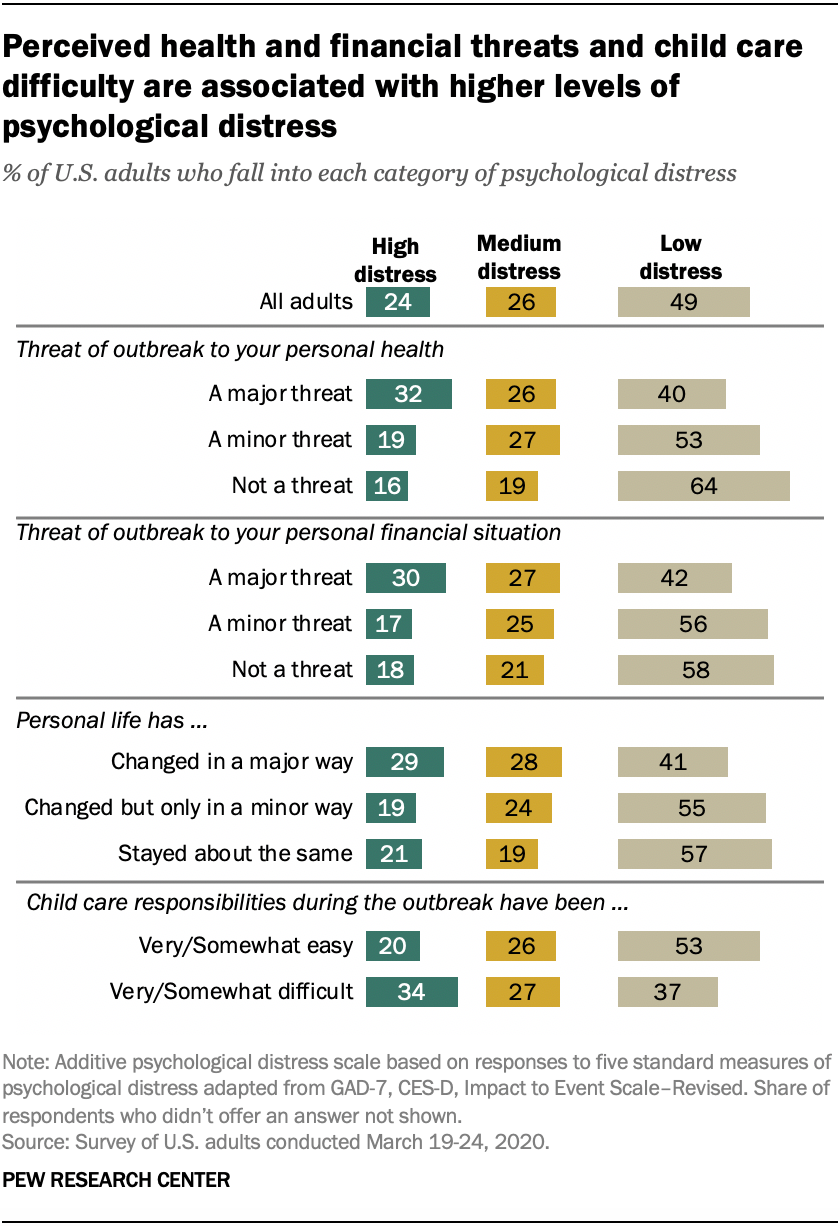 Perceived health and financial threats and child care
difficulty are associated with higher levels of
psychological distress
% of U.S. adults who fall into each category of psychological distress
High distress Medium distress Low distress
All adults 24 26 49
Threat of outbreak to your personal health
A major threat 32 26 40
A minor threat 19 27 53
Not a threat 16 19 64
Threat of outbreak to your personal financial situation
A major threat 30 27 42
A minor threat 17 25 56
Not a threat 18 21 58
Personal life has ...
Changed in a major way 29 28 41
Changed but only in a minor way 19 24 55
Stayed about the same 21 19 57
Child care responsibilities during the outbreak have been ...
Very/Somewhat easy 20 26 53
Very/Somewhat difficult 34 27 37
Note: Additive psychological distress scale based on responses to five standard measures of
psychological distress adapted from GAD-7, CES-D, Impact to Event Scale–Revised. Share of
respondents who didn’t offer an answer not shown.
Source: Survey of U.S. adults conducted March 19-24, 2020.
PEW RESEARCH CENTER